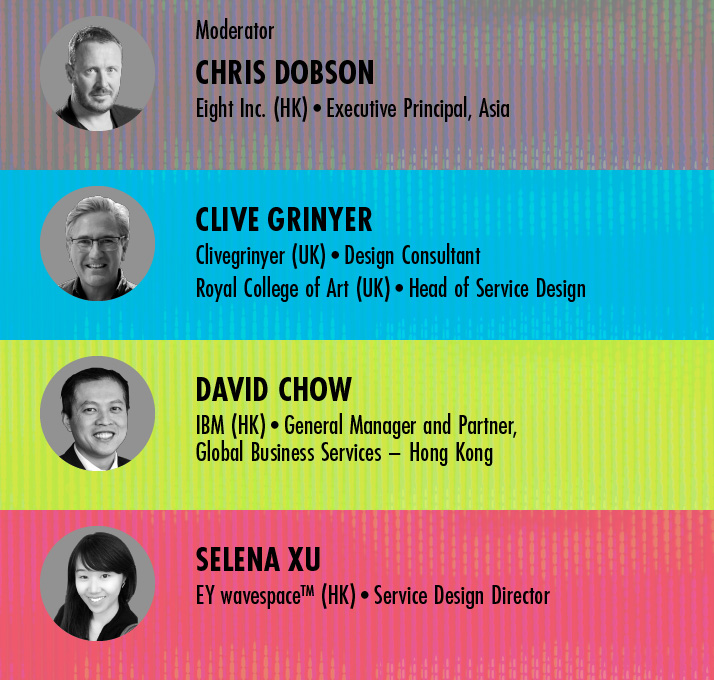 Moderator
CHRIS DOBSON
Eight Inc. (HK) • Executive Principal, Asia
CLIVE GRINYER
Clivegrinyer (UK) • Design Consultant
Royal College of Art (UK) • Head of Service Design
DAVID CHOW
IBM (HK) • General Manager and Partner,
Global Business Services – Hong Kong
SELENA XU
EY wavespace™ (HK) • Service Design Director